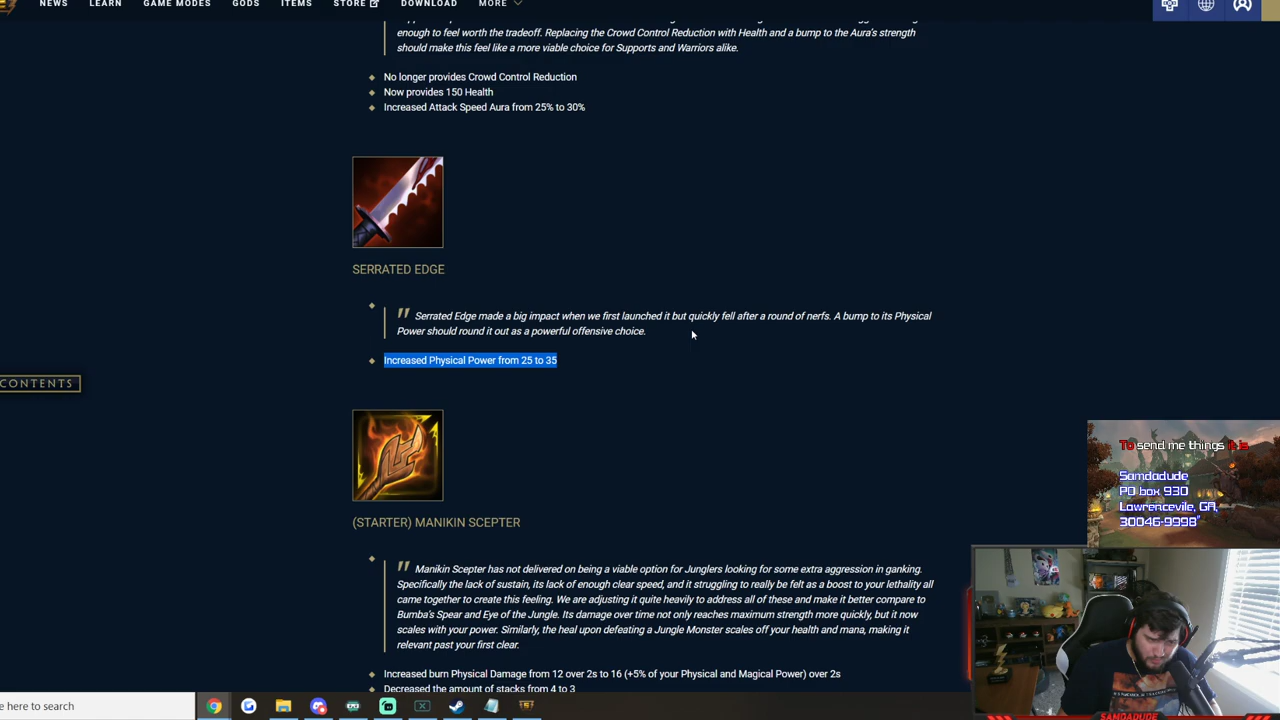 NEWS LEARN GAME MODES GODS ITEMS STORE DOWNLOAD MORE
enough to feel worth the tradeoff. Replacing the Crowd Control Reduction with Health and a bump to the Aura's strength
should make this feel like a more viable choice for Supports and Warriors alike.
No longer provides Crowd Control Reduction
Now provides 150 Health
Increased Attack Speed Aura from 25% to 30%
SERRATED EDGE
" Serrated Edge made a big impact when we first launched it but quickly fell after a round of nerfs. A bump to its Physical
Power should round it out as a powerful offensive choice.
Increased Physical Power from 25 to 35
CONTENTS
(STARTER) MANIKIN SCEPTER
" Manikin Scepter has not delivered on being a viable option for Junglers looking for some extra aggression in ganking.
Specifically the lack of sustain, its lack of enough clear speed, and it struggling to really be felt as a boost to your lethality all
came together to create this feeling. We are adjusting it quite heavily to address all of these and make it better compare to
Bumba's Spear and Eye of the Jungle. Its damage over time not only reaches maximum strength more quickly, but it now
scales with your power. Similarly, the heal upon defeating a Jungle Monster scales off your health and mana, making it
relevant past your first clear.
Increased burn Physical Damage from 12 over 2s to 16 (+5% of your Physical and Magical Power) over 2s
Decreased the amount of stacks from 4 to 3
To send me things it is
Samdadude
PO box 930
Lawrencevile, GA,
30046-9998"
SAMDADUDE
e here to search